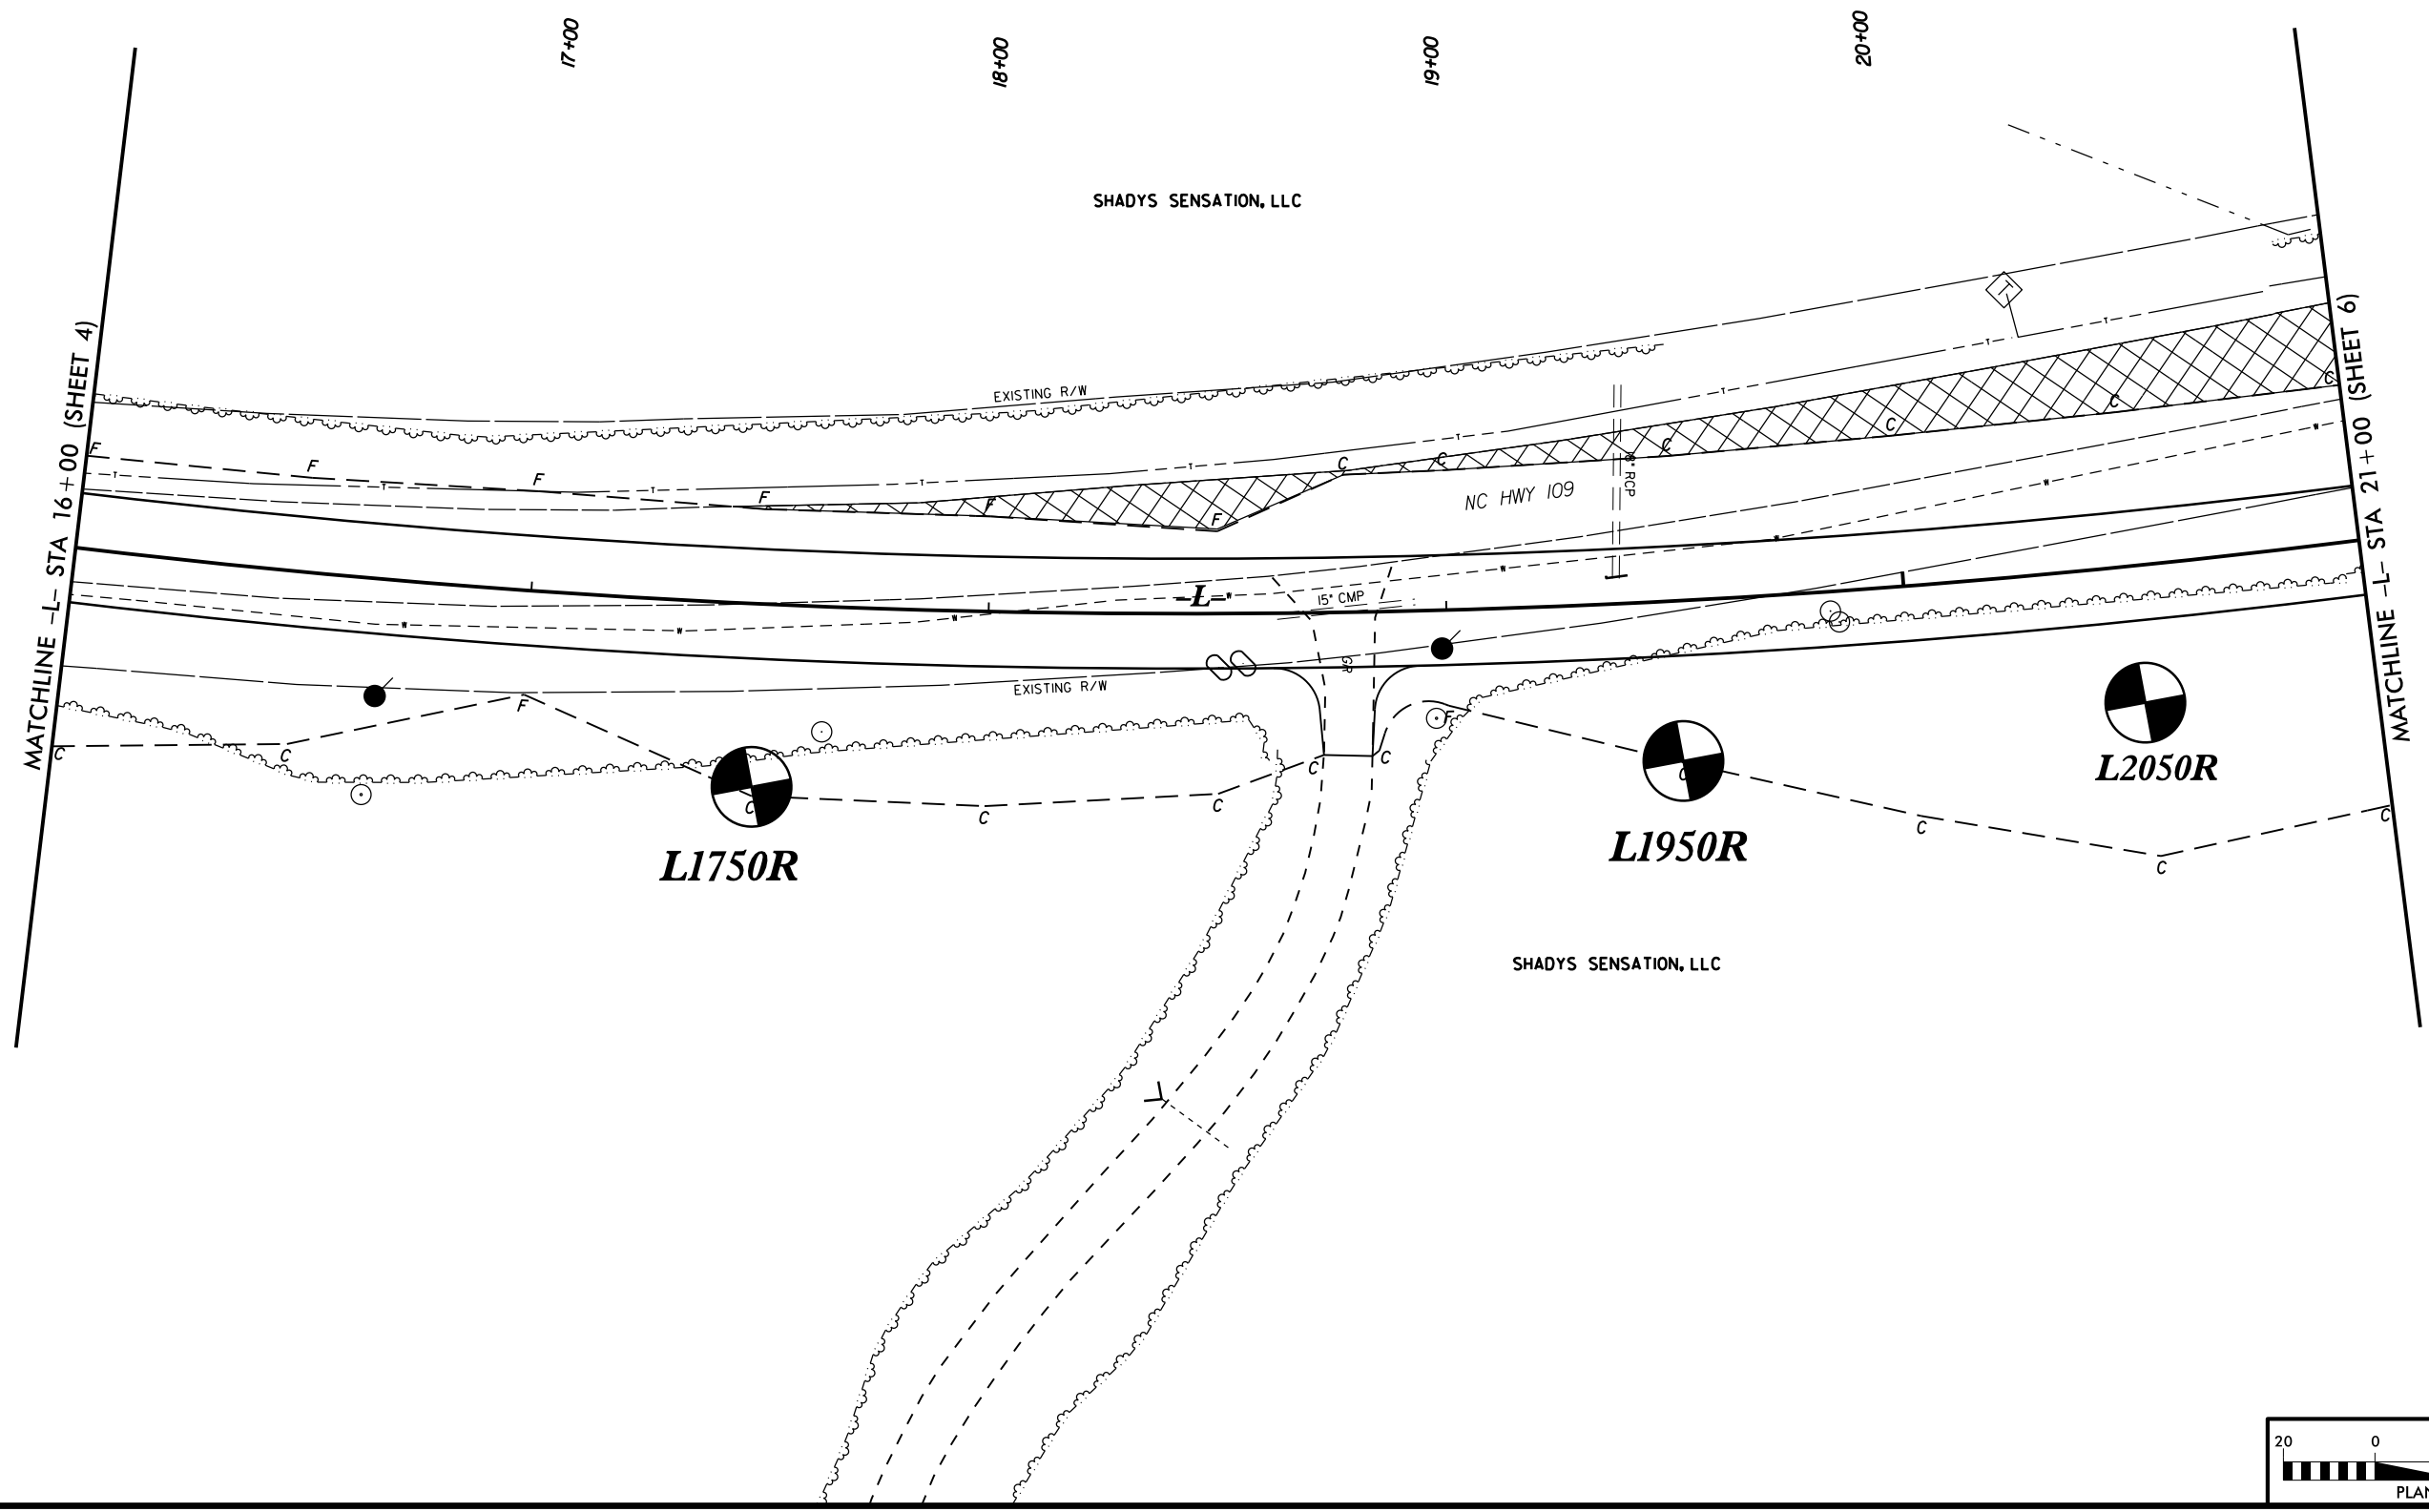 17+00
18+00
19+00
20+00
SHADYS SENSATION, LLC
MATCHLINE -L- STA 16+00 (SHEET 4)
MATCHLINE -L- STA 21+00 (SHEET 6)
T
EXISTING R/W
F
F
F
F
F
F
T
T
T
T
T
T
T
T
T
C
C
C
C
C
C
NC HWY 109
18" RCP
-L-
15" CMP
W
W
W
W
W
W
W
W
GR
EXISTING R/W
C
C
F
C
C
C
C
C
F
C
C
C
C
L1750R
L1950R
L2050R
SHADYS SENSATION, LLC
20
0